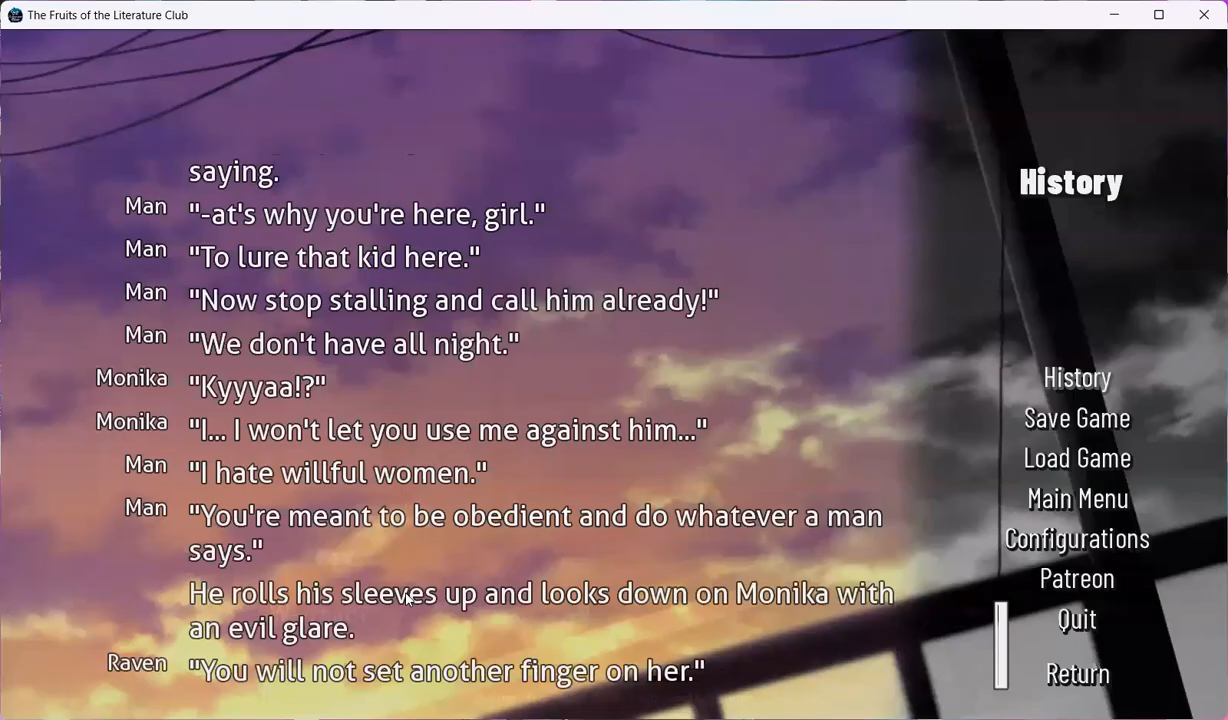 The Fruits of the Literature Club
saying.
Man "-at's why you're here, girl."
Man "To lure that kid here."
Man "Now stop stalling and call him already!"
Man "We don't have all night."
Monika "Kyyyaa!?"
Monika "I... I won't let you use me against him..."
Man "I hate willful women."
Man "You're meant to be obedient and do whatever a man
says."
He rolls his sleeves up and looks down on Monika with
an evil glare.
Raven "You will not set another finger on her."
History
History
Save Game
Load Game
Main Menu
Configurations
Patreon
Quit
Return